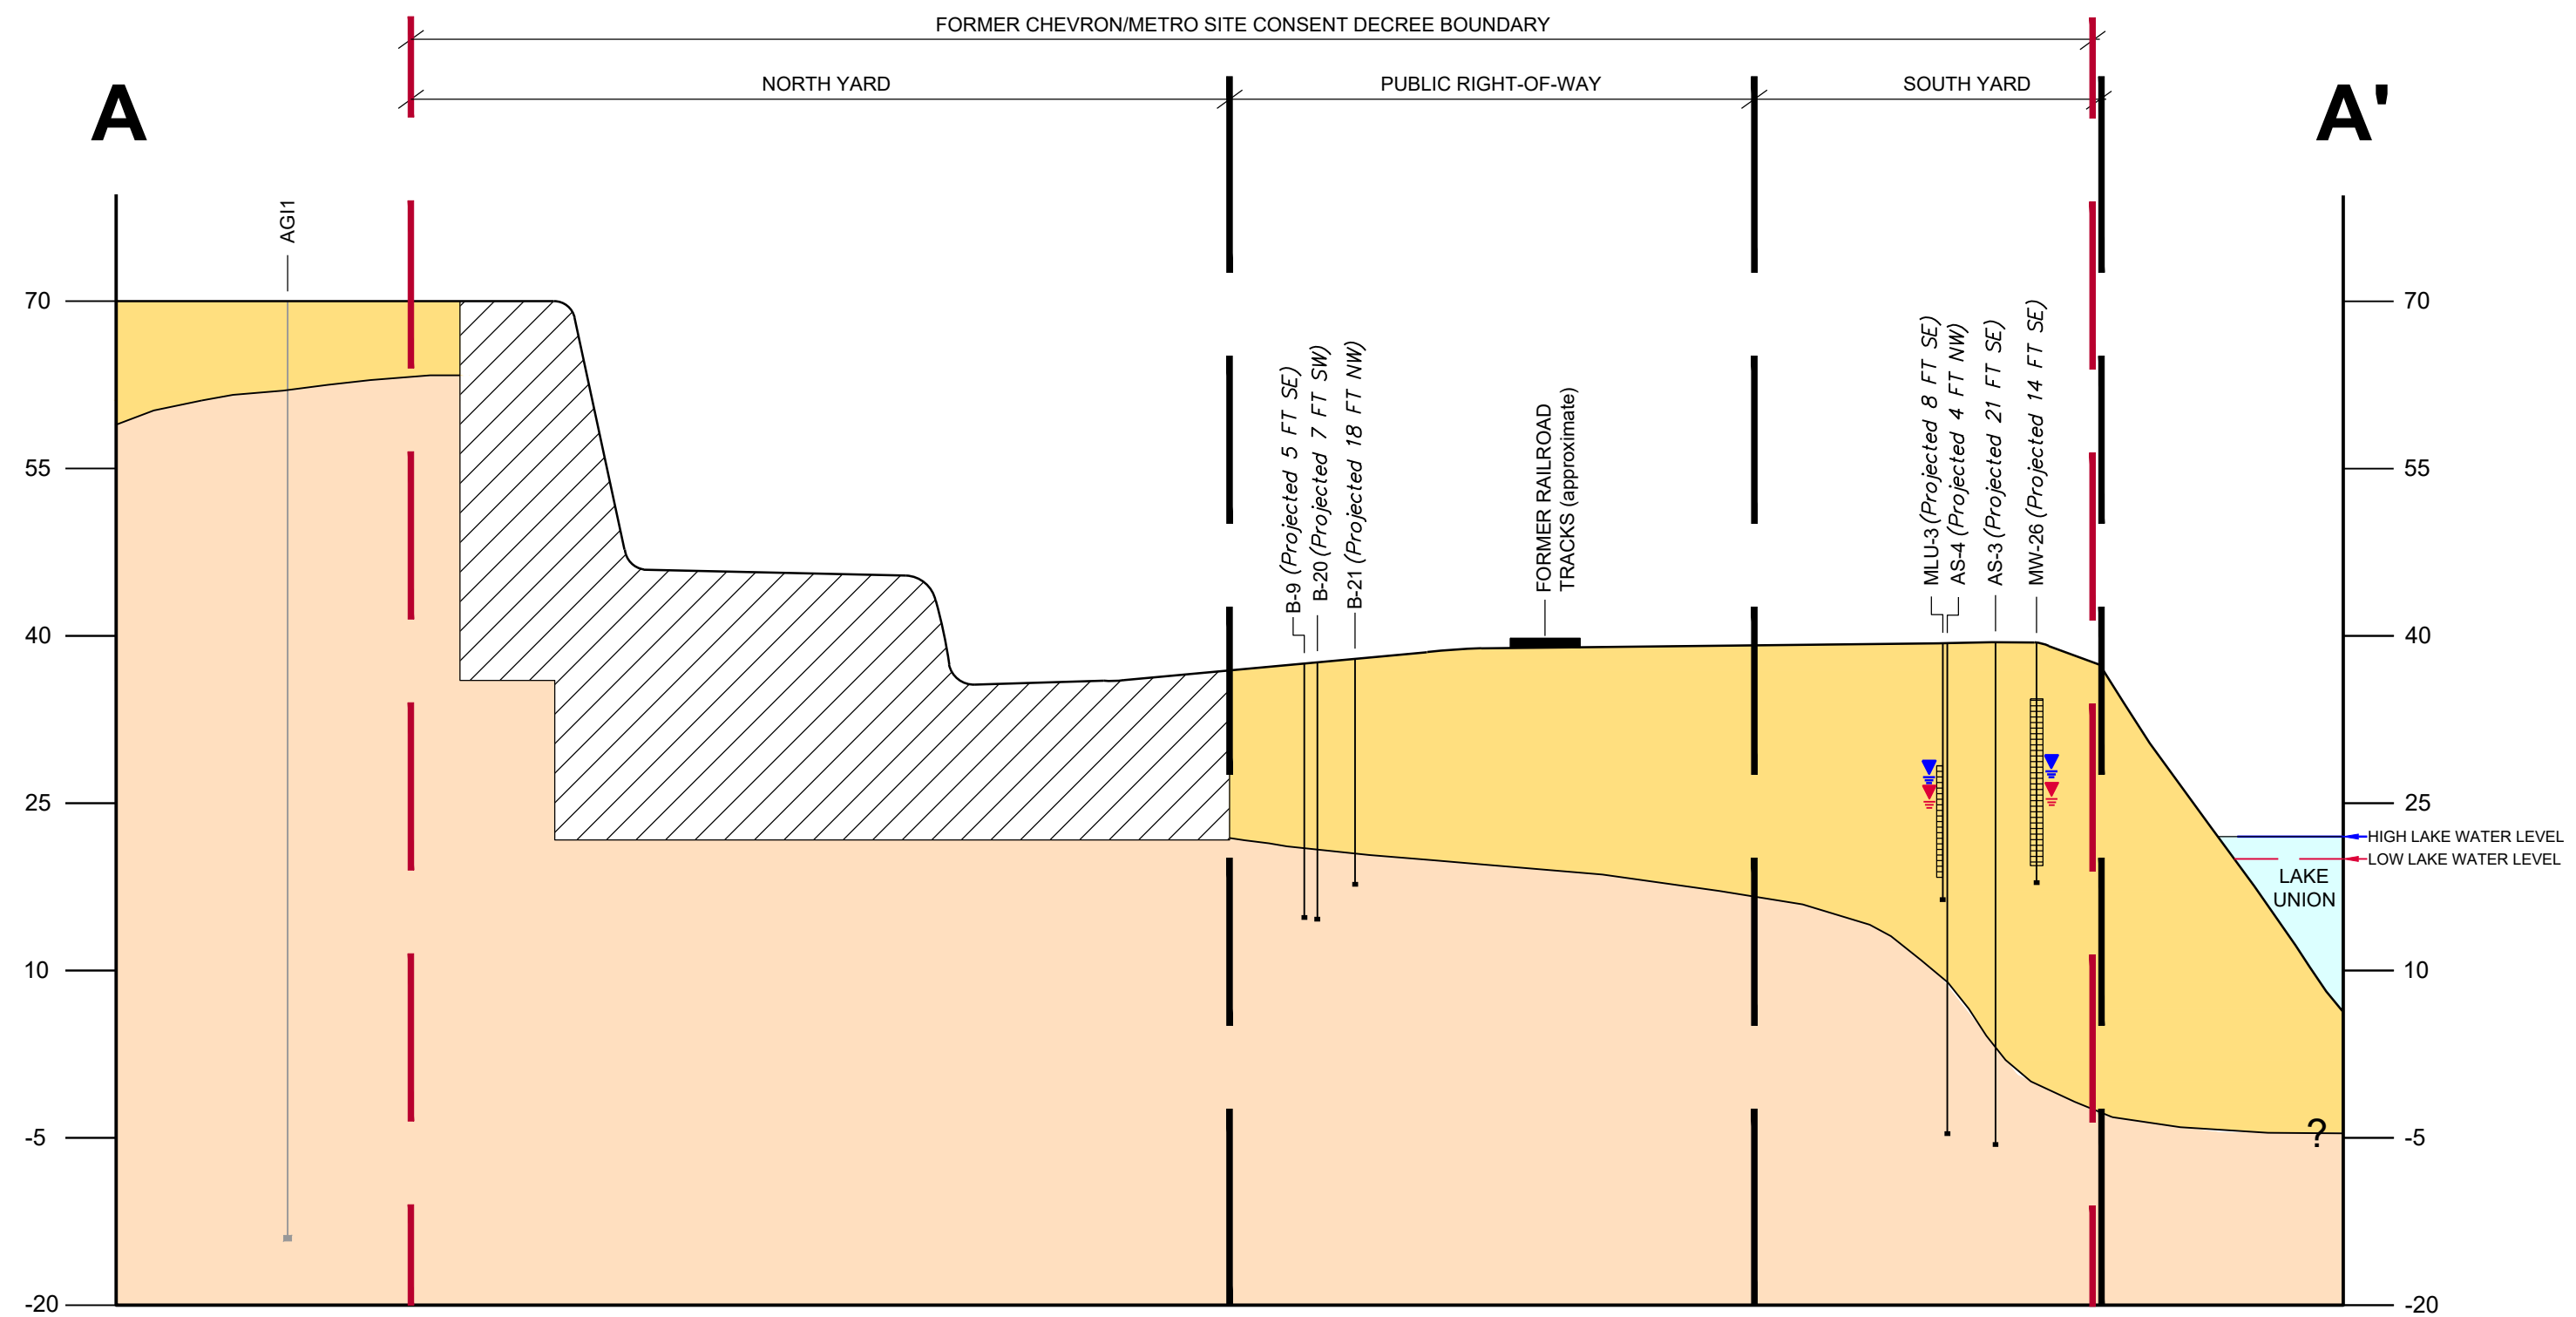 FORMER CHEVRON/METRO SITE CONSENT DECREE BOUNDARY
NORTH YARD
PUBLIC RIGHT-OF-WAY
SOUTH YARD
A
A'
AGI1
70
55
40
25
10
-5
-20
B-9 (Projected 5 FT SE)
B-20 (Projected 7 FT SW)
B-21 (Projected 18 FT NW)
FORMER RAILROAD
TRACKS (approximate)
MLU-3 (Projected 8 FT SE)
AS-4 (Projected 4 FT NW)
AS-3 (Projected 21 FT SE)
MW-26 (Projected 14 FT SE)
70
55
40
25
HIGH LAKE WATER LEVEL
LOW LAKE WATER LEVEL
LAKE
UNION
10
?
-5
-20